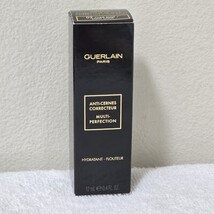 GUERLAIN
PARIS
ANTI-CERNES
CORRECTEUR
MULTI-
PERFECTION
HYDRATANT - FLOUTEUR